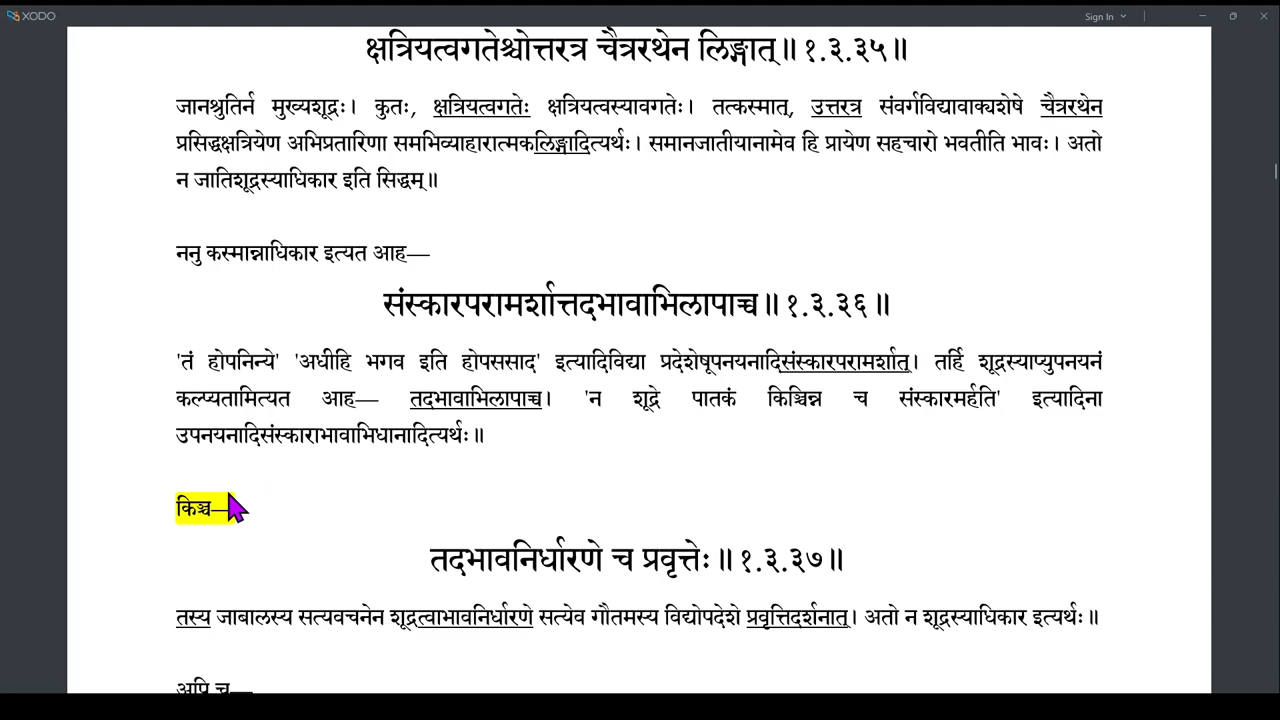 XODO
Sign In
क्षत्रियत्वगतेश्चोत्तरत्र चैत्ररथेन लिङ्गात्॥ १.३.३५॥
जानश्रुतिर्न मुख्यशूद्रः। कुतः, क्षत्रियत्वगतेः क्षत्रियत्वस्यावगतेः। तत्कस्मात्, उत्तरत्र संवर्गविद्यावाक्यशेषे चैत्ररथेन
प्रसिद्धक्षत्रियेण अभिप्रतारिणा समभिव्याहारात्मकलिङ्गादित्यर्थः। समानजातीयानामेव हि प्रायेण सहचारो भवतीति भावः। अतो
न जातिशूद्रस्याधिकार इति सिद्धम्॥
ननु कस्मान्नाधिकार इत्यत आह—
संस्कारपरामर्शात्तदभावाभिलापाच्च॥ १.३.३६॥
'तं होपनिन्ये' 'अधीहि भगव इति होपससाद' इत्यादिविद्या प्रदेशेषूपनयनादिसंस्कारपरामर्शात्। तर्हि शूद्रस्याप्युपनयनं
कल्प्यतामित्यत आह— तदभावाभिलापाच्च। 'न शूद्रे पातकं किञ्चिन्न च संस्कारमर्हति' इत्यादिना
उपनयनादिसंस्काराभावाभिधानादित्यर्थः॥
किञ्च—
तदभावनिर्धारणे च प्रवृत्तेः॥ १.३.३७॥
तस्य जाबालस्य सत्यवचनेन शूद्रत्वाभावनिर्धारणे सत्येव गौतमस्य विद्योपदेशे प्रवृत्तिदर्शनात्। अतो न शूद्रस्याधिकार इत्यर्थः॥
अपि च—